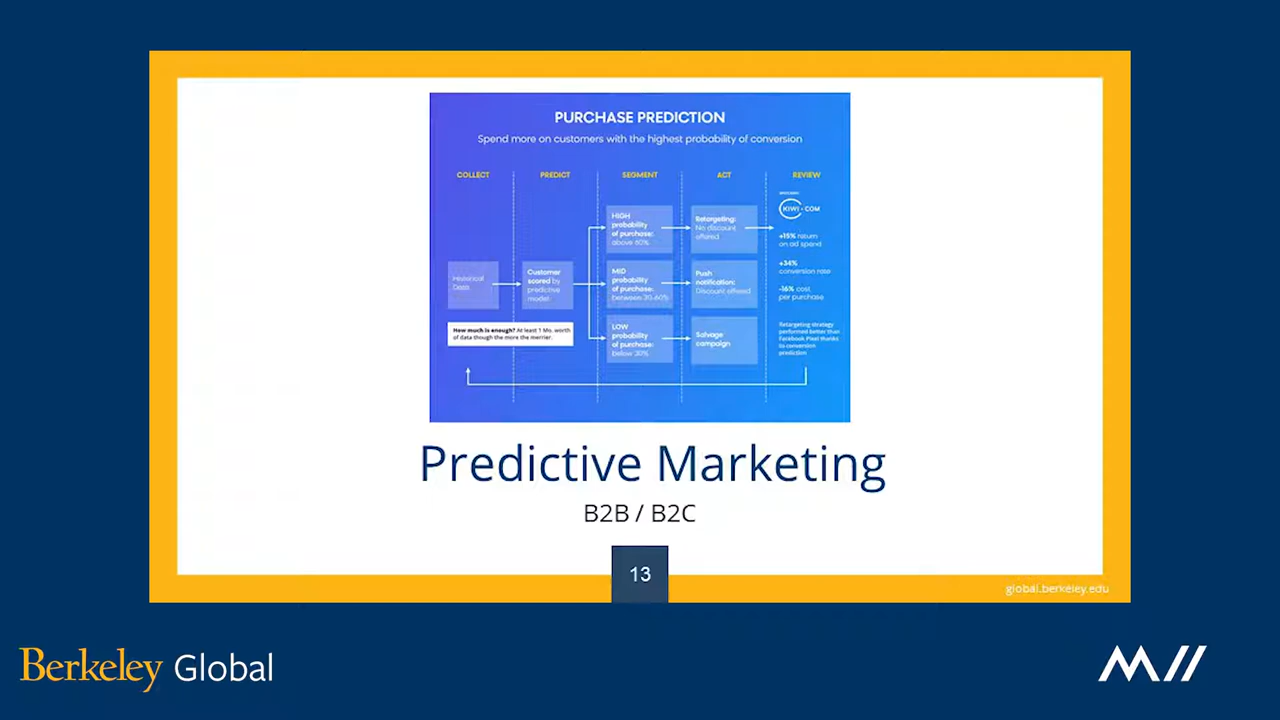 PURCHASE PREDICTION
Spend more on customers with the highest probability of conversion
COLLECT
PREDICT
SEGMENT
ACT
REVIEW
Historical
Data
Customer
scored by
predictive
model
HIGH
probability
of purchase:
above 60%
MID
probability
of purchase:
between 30-60%
LOW
probability
of purchase:
below 30%
Retargeting:
No discount
offered
Push
notification:
Discount offered
Salvage
campaign
KIWI•COM
+15% return
on ad spend
+34%
conversion rate
-16% cost
per purchase
Retargeting strategy
performed better than
Facebook Pixel thanks
to conversion
prediction
How much is enough? At least 1 Mo. worth
of data though the more the merrier.
Predictive Marketing
B2B / B2C
13
global.berkeley.edu
Berkeley Global